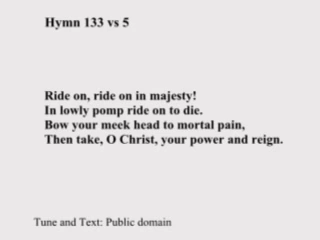 Hymn 133 vs 5
Ride on, ride on in majesty!
In lowly pomp ride on to die.
Bow your meek head to mortal pain,
Then take, O Christ, your power and reign.
Tune and Text: Public domain